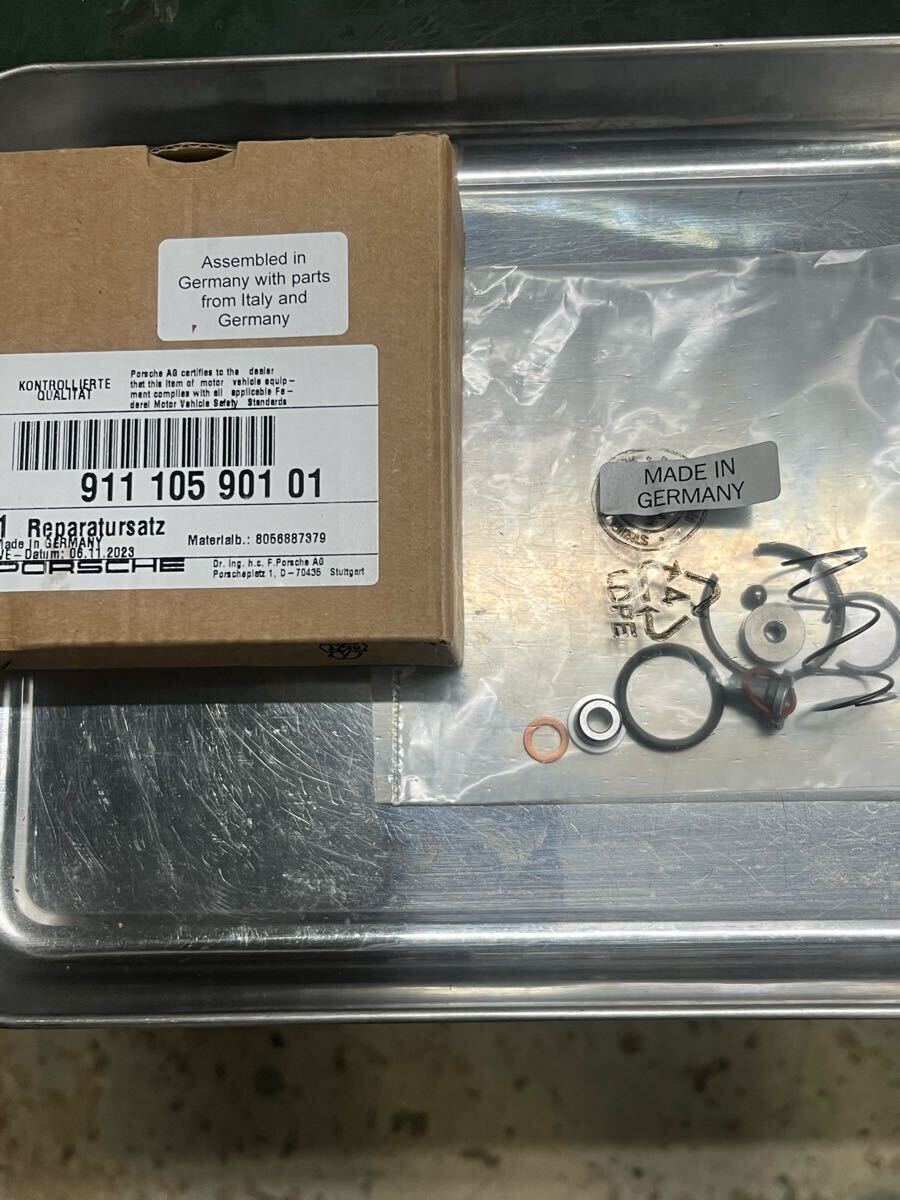 Assembled in
Germany with parts
from Italy and
Germany
KONTROLLIERTE
QUALITÄT
Porsche AG certifies to the dealer
that this item of motor vehicle equip-
ment complies with all applicable Fe-
deral Motor Vehicle Safety Standards
911 105 901 01
1 Reparatursatz
Made in GERMANY
Materialb.: 8056887379
VE-Datum: 06.11.2023
PORSCHE
Dr. Ing. h.c. F.Porsche AG
Porscheplatz 1, D-70435 Stuttgart
MADE IN
GERMANY
4
LDPE